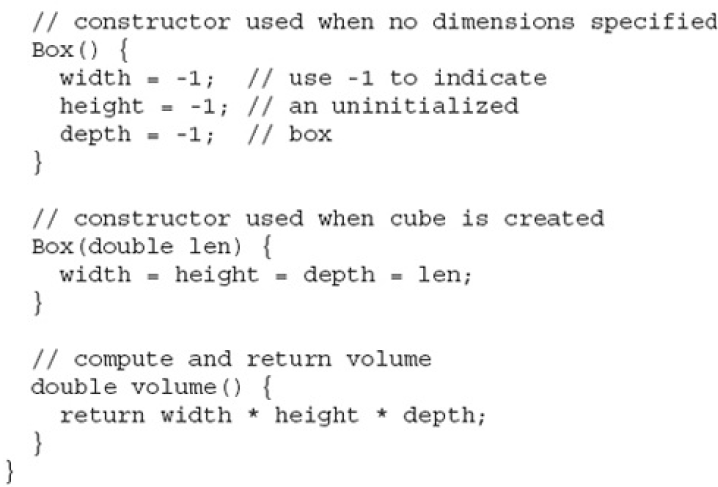 // constructor used when no dimensions specified
Box() {
width = -1; // use -1 to indicate
height = -1; // an uninitialized
depth = -1; // box
}
// constructor used when cube is created
Box(double len) {
width = height = depth = len;
}
// compute and return volume
double volume() {
return width * height * depth;
}
}